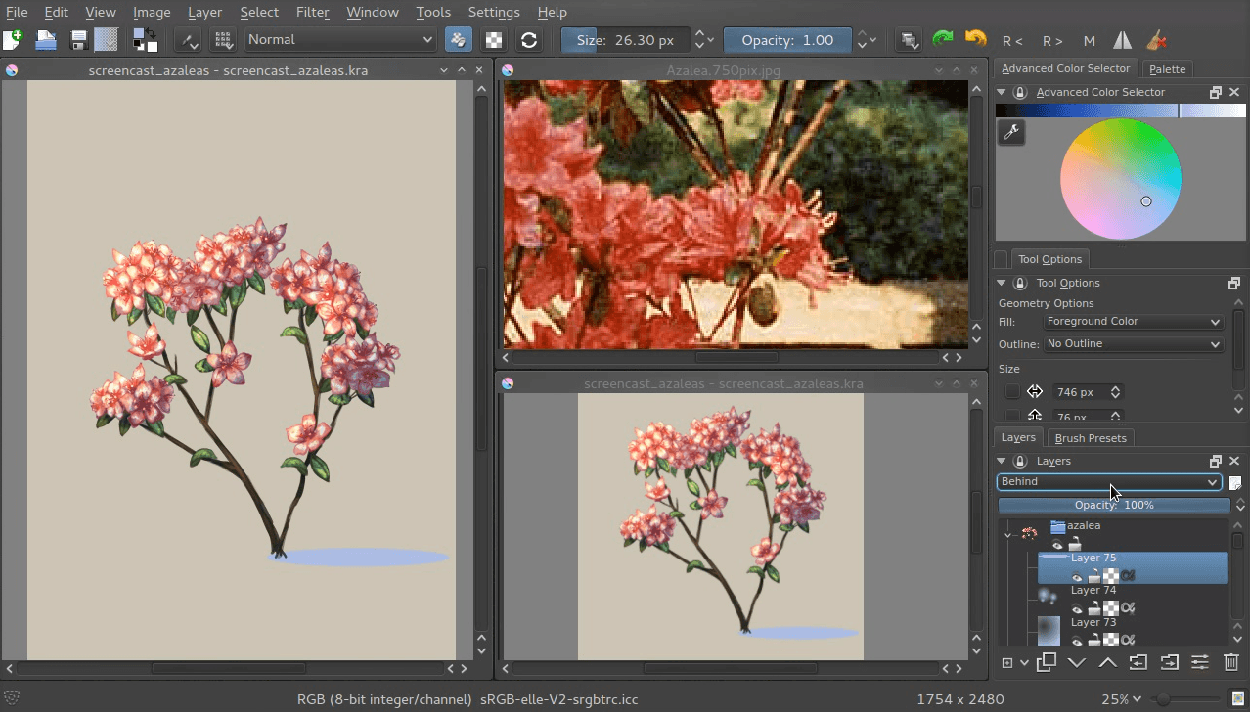 File Edit View Image Layer Select Filter Window Tools Settings Help
Normal Size: 26.30 px Opacity: 1.00 R < R > M
screencast_azaleas - screencast_azaleas.kra
Azalea.750pix.jpg
screencast_azaleas - screencast_azaleas.kra
Advanced Color Selector Palette
Advanced Color Selector
Tool Options
Tool Options
Geometry Options
Fill: Foreground Color
Outline: No Outline
Size
746 px
76 px
Layers Brush Presets
Layers
Behind
Opacity: 100%
azalea
Layer 75
Layer 74
Layer 73
RGB (8-bit integer/channel) sRGB-elle-V2-srgbtrc.icc 1754 x 2480 25%